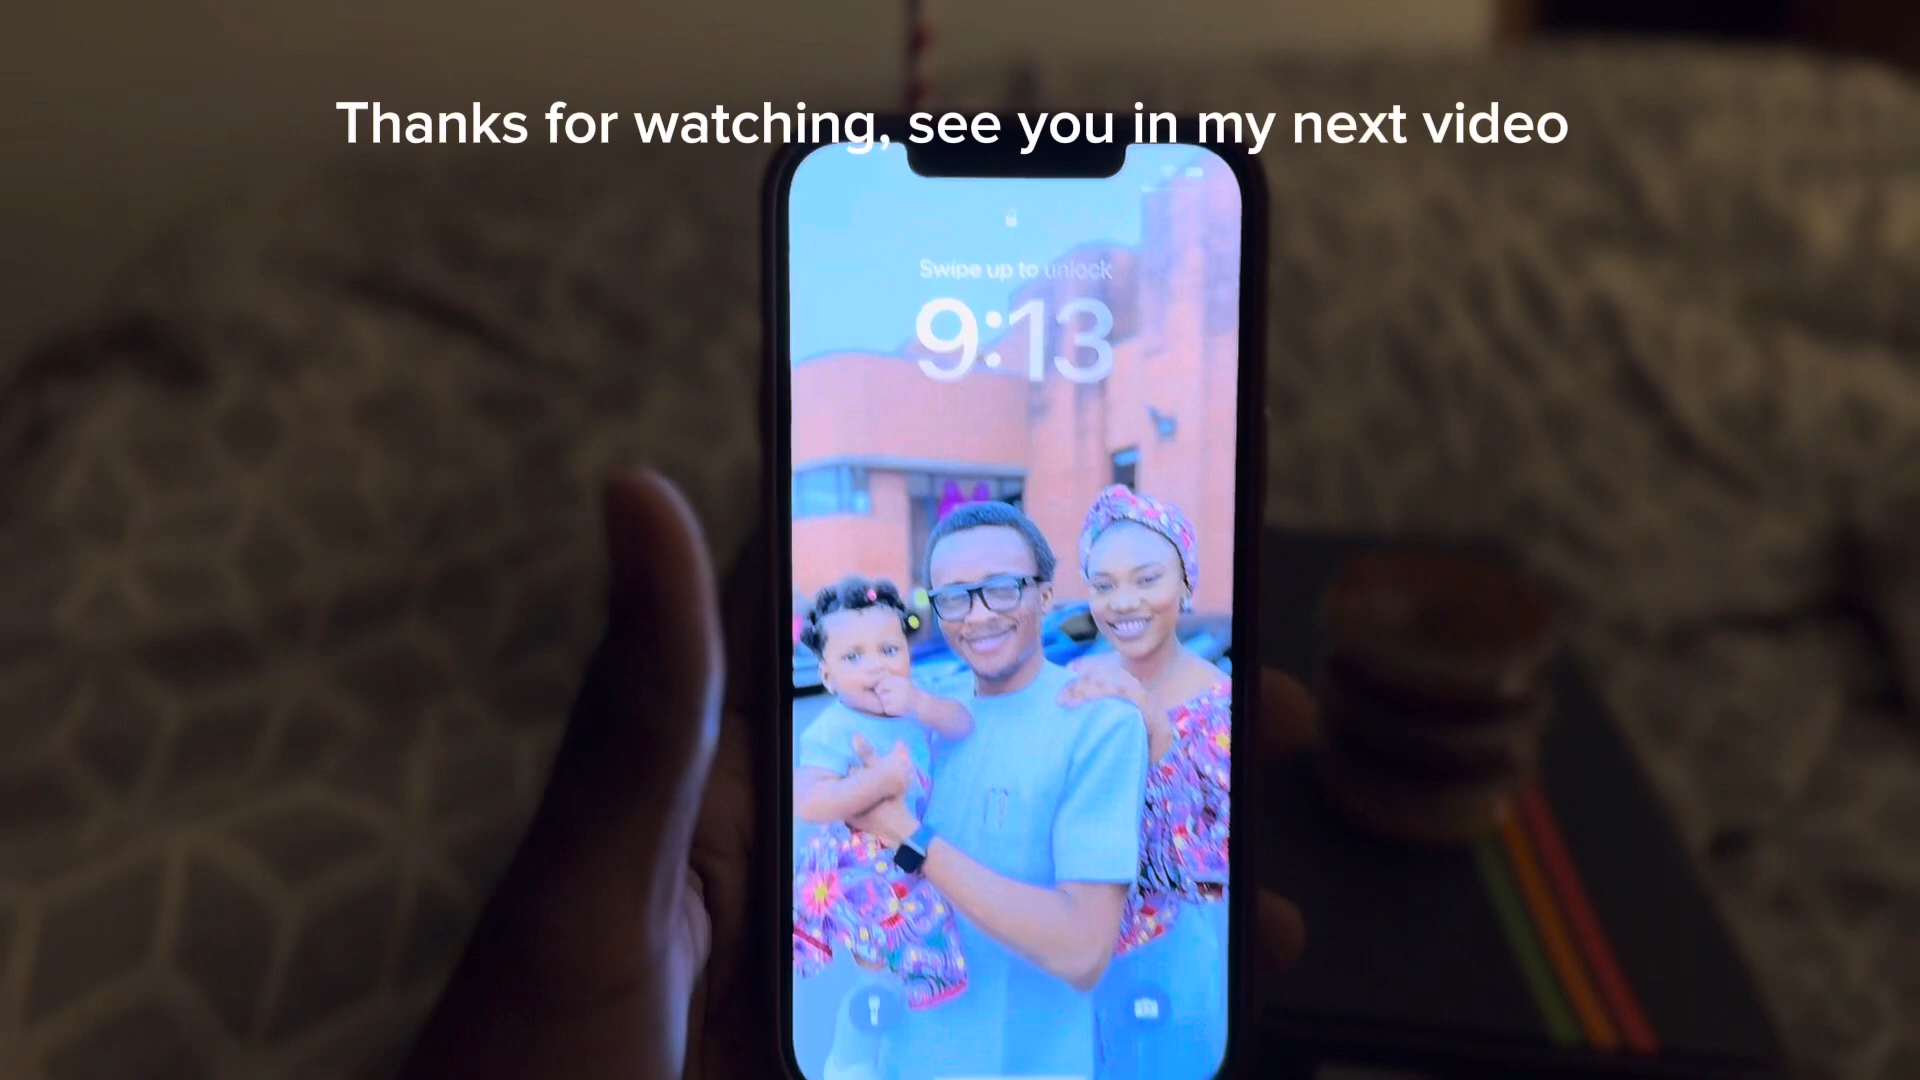 Thanks for watching, see you in my next video
Swipe up to unlock
9:13